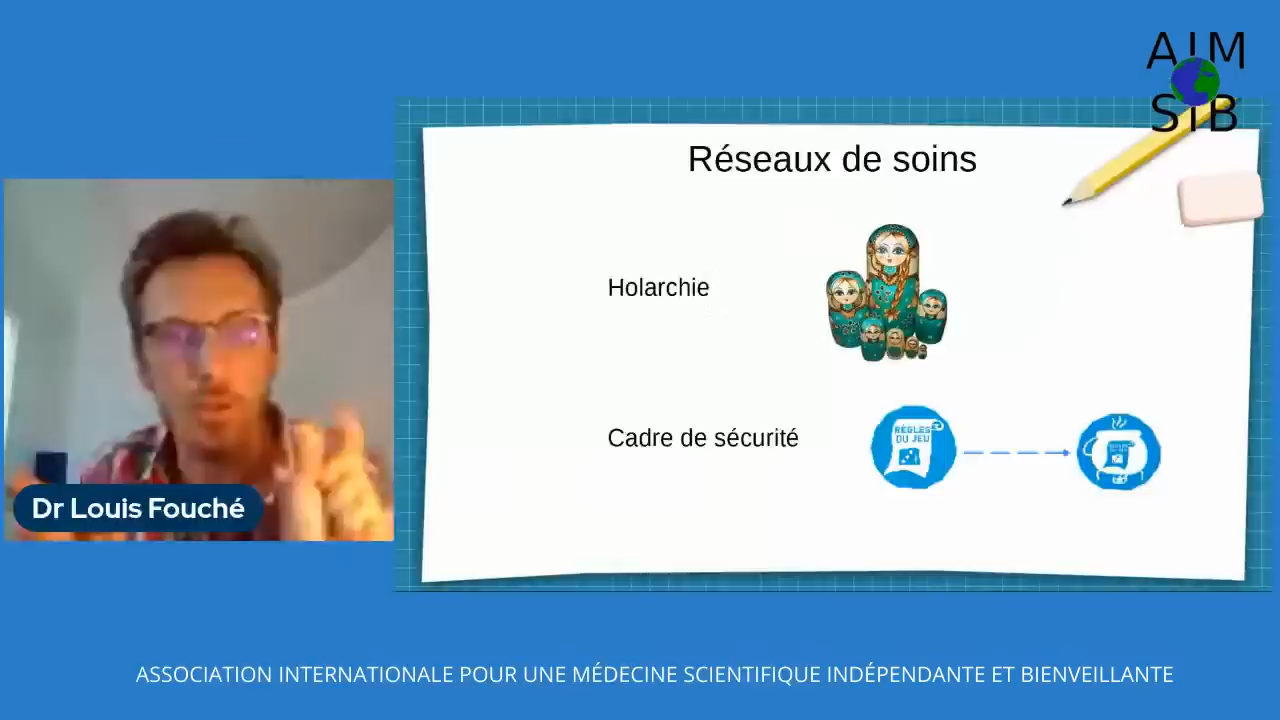 AIM
SIB
Réseaux de soins
Holarchie
Cadre de sécurité
RÈGLES
DU JEU
Dr Louis Fouché
ASSOCIATION INTERNATIONALE POUR UNE MÉDECINE SCIENTIFIQUE INDÉPENDANTE ET BIENVEILLANTE